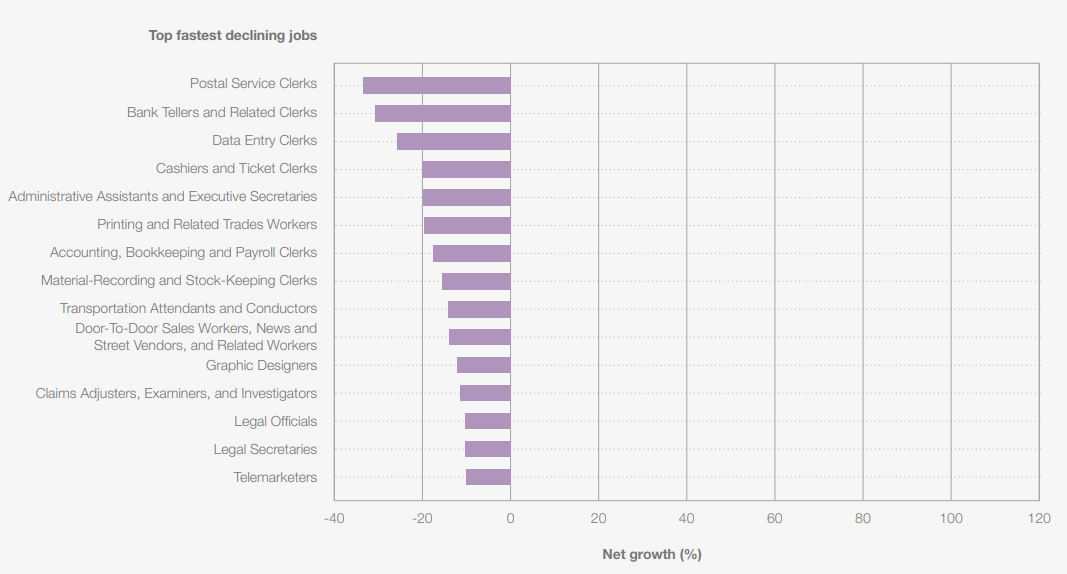 Top fastest declining jobs
Postal Service Clerks
Bank Tellers and Related Clerks
Data Entry Clerks
Cashiers and Ticket Clerks
Administrative Assistants and Executive Secretaries
Printing and Related Trades Workers
Accounting, Bookkeeping and Payroll Clerks
Material-Recording and Stock-Keeping Clerks
Transportation Attendants and Conductors
Door-To-Door Sales Workers, News and
Street Vendors, and Related Workers
Graphic Designers
Claims Adjusters, Examiners, and Investigators
Legal Officials
Legal Secretaries
Telemarketers
-40 -20 0 20 40 60 80 100 120
Net growth (%)